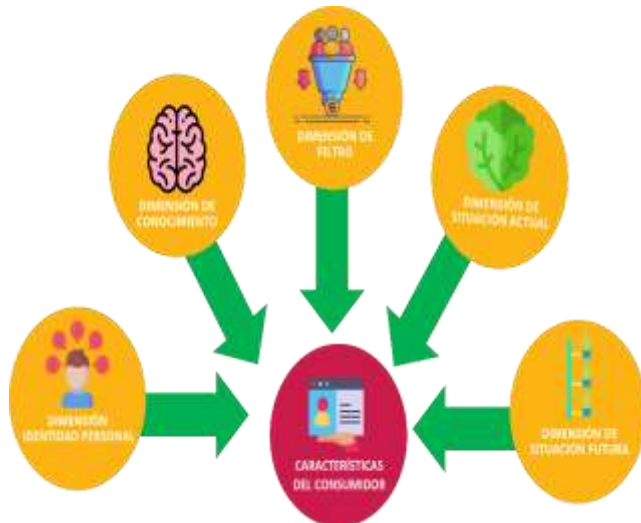 DIMENSIÓN DE
FILTRO
DIMENSIÓN DE
CONOCIMIENTO
DIMENSIÓN DE
SITUACIÓN ACTUAL
DIMENSIÓN
IDENTIDAD PERSONAL
DIMENSIÓN DE
SITUACIÓN FUTURA
CARACTERÍSTICAS
DEL CONSUMIDOR